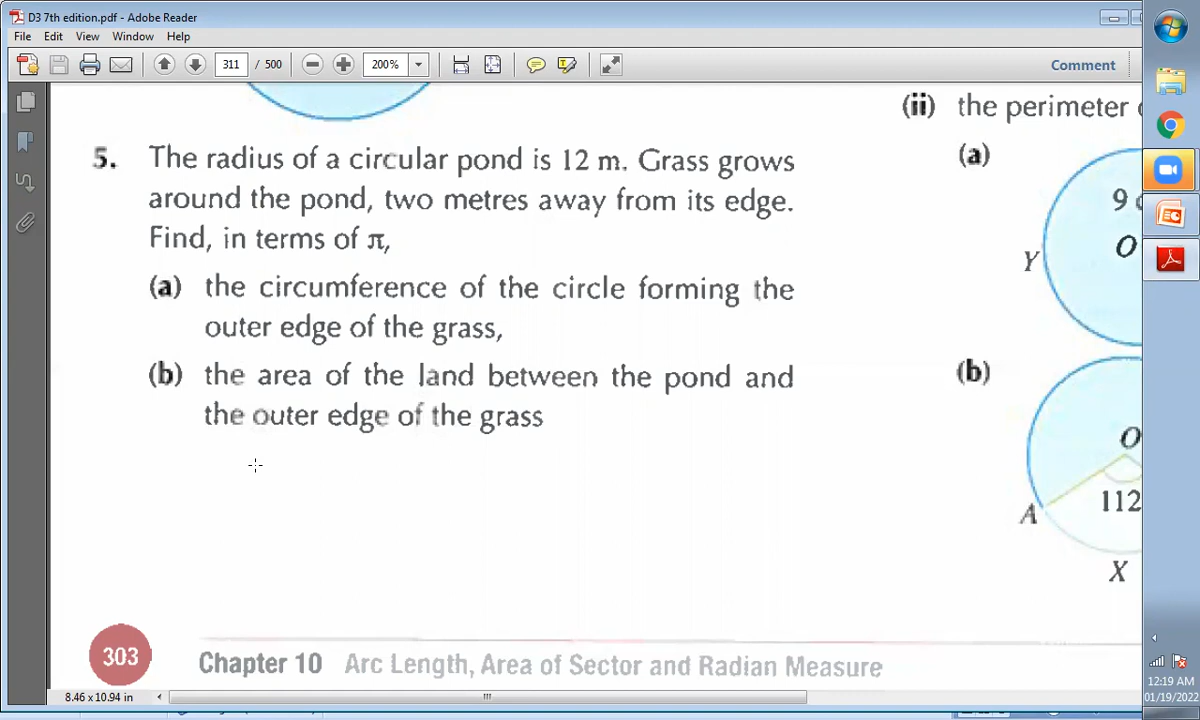 D3 7th edition.pdf - Adobe Reader
File Edit View Window Help
311 / 500 200% Comment
(ii) the perimeter
5. The radius of a circular pond is 12 m. Grass grows
around the pond, two metres away from its edge.
Find, in terms of π,
(a) the circumference of the circle forming the
outer edge of the grass,
(b) the area of the land between the pond and
the outer edge of the grass
(a)
9
O
Y
(b)
O
112
A
X
303 Chapter 10 Arc Length, Area of Sector and Radian Measure
8.46 x 10.94 in
12:19 AM
01/19/2022